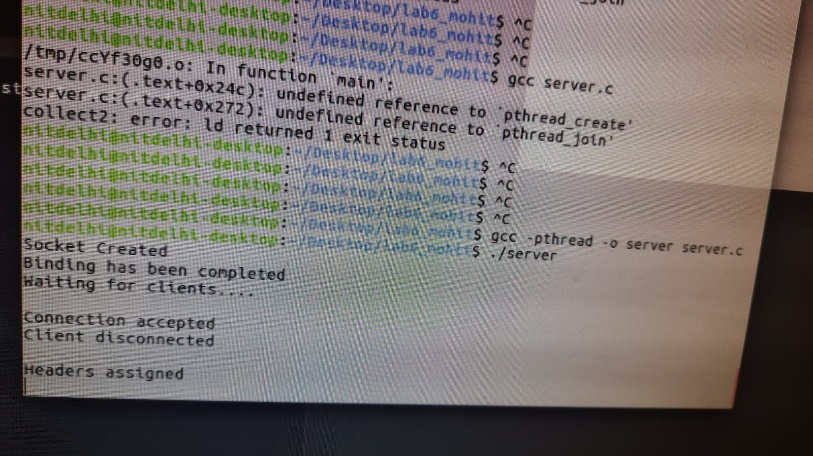 nitdelhi@nitdelhi-desktop:~/Desktop/lab6_mohit$ ^C
nitdelhi@nitdelhi-desktop:~/Desktop/lab6_mohit$ ^C
nitdelhi@nitdelhi-desktop:~/Desktop/lab6_mohit$ ^C
nitdelhi@nitdelhi-desktop:~/Desktop/lab6_mohit$ gcc server.c
/tmp/ccYf30g0.o: In function `main':
server.c:(.text+0x24c): undefined reference to `pthread_create'
server.c:(.text+0x272): undefined reference to `pthread_join'
collect2: error: ld returned 1 exit status
nitdelhi@nitdelhi-desktop:~/Desktop/lab6_mohit$ ^C
nitdelhi@nitdelhi-desktop:~/Desktop/lab6_mohit$ ^C
nitdelhi@nitdelhi-desktop:~/Desktop/lab6_mohit$ ^C
nitdelhi@nitdelhi-desktop:~/Desktop/lab6_mohit$ ^C
nitdelhi@nitdelhi-desktop:~/Desktop/lab6_mohit$ gcc -pthread -o server server.c
nitdelhi@nitdelhi-desktop:~/Desktop/lab6_mohit$ ./server
Socket Created
Binding has been completed
Waiting for clients....
Connection accepted
Client disconnected
Headers assigned